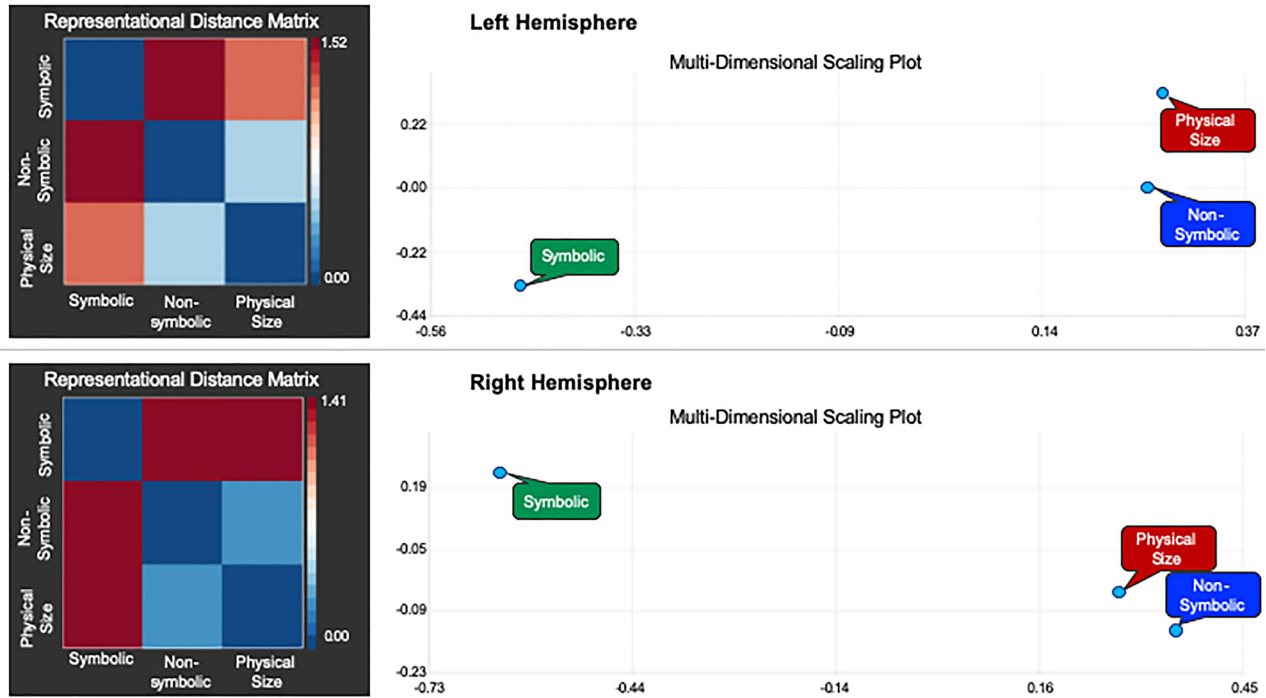 Representational Distance Matrix
1.52
0.00
Symbolic
Non-
Symbolic
Physical
Size
Symbolic
Non-
symbolic
Physical
Size
Left Hemisphere
Multi-Dimensional Scaling Plot
0.22
-0.00
-0.22
-0.44
-0.56
-0.33
-0.09
0.14
0.37
Physical
Size
Non-
Symbolic
Symbolic
Representational Distance Matrix
1.41
0.00
Symbolic
Non-
Symbolic
Physical
Size
Symbolic
Non-
symbolic
Physical
Size
Right Hemisphere
Multi-Dimensional Scaling Plot
0.19
-0.05
-0.09
-0.23
-0.73
-0.44
-0.14
0.16
0.45
Symbolic
Physical
Size
Non-
Symbolic